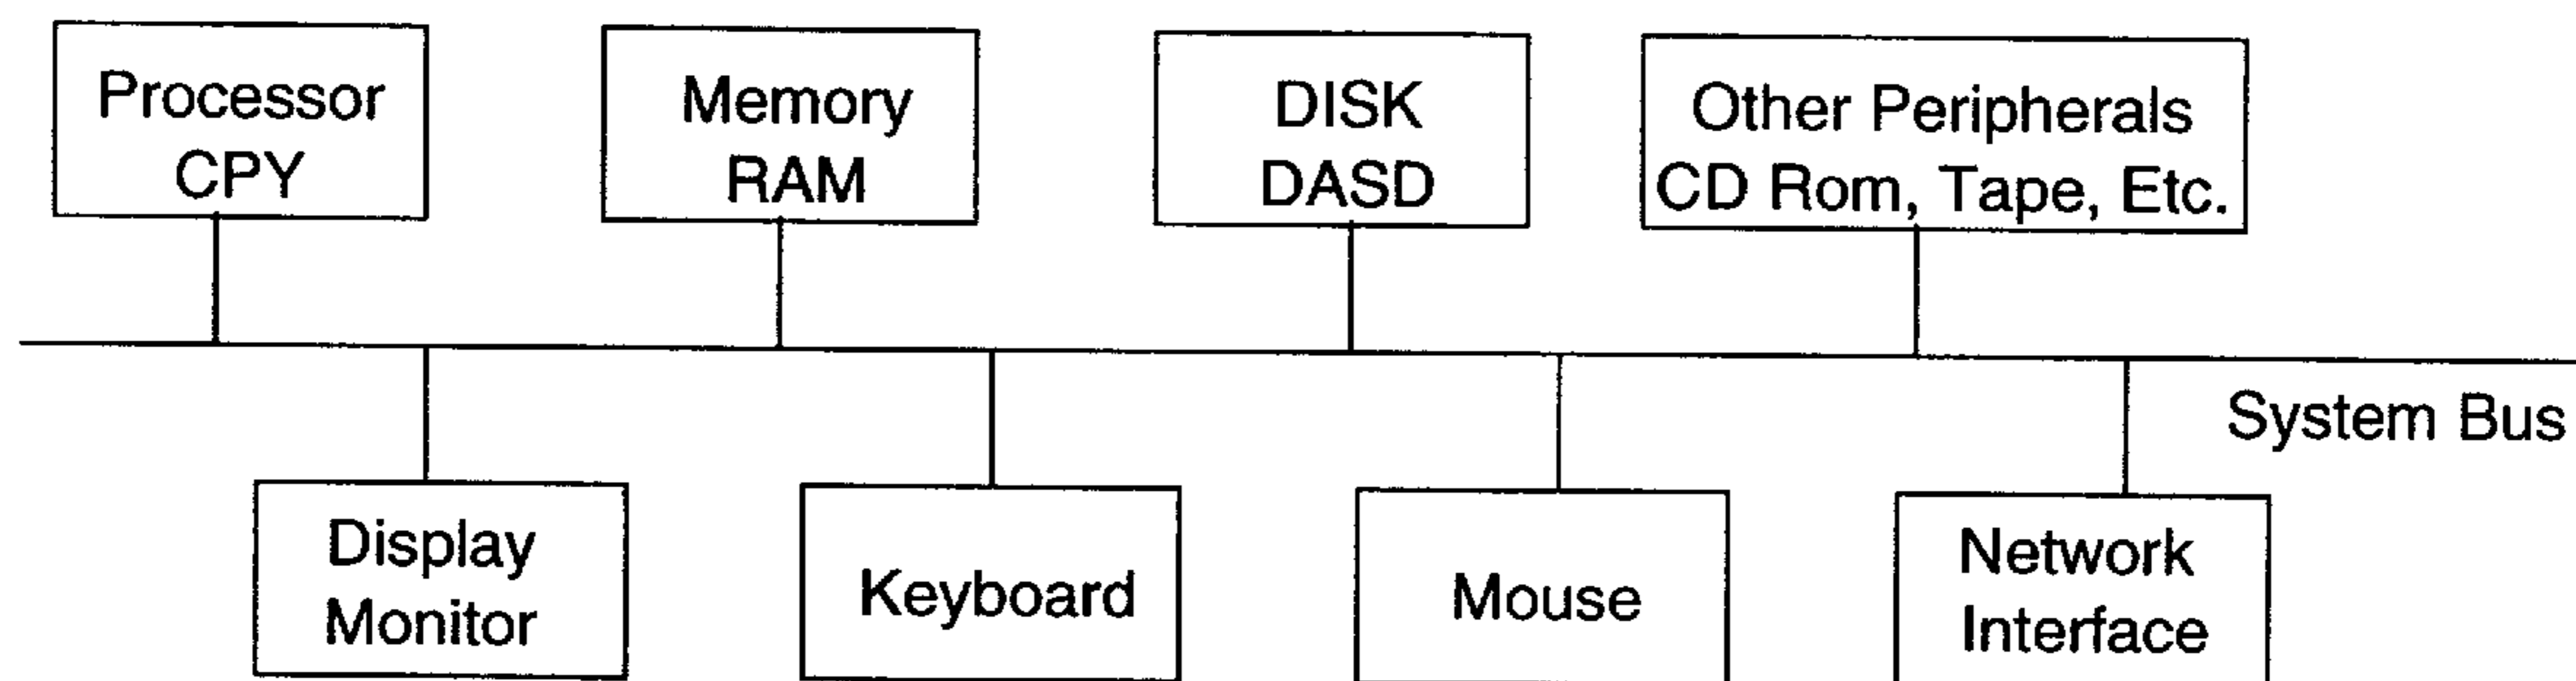 Processor
CPY
Memory
RAM
DISK
DASD
Other Peripherals
CD Rom, Tape, Etc.
System Bus
Display
Monitor
Keyboard
Mouse
Network
Interface